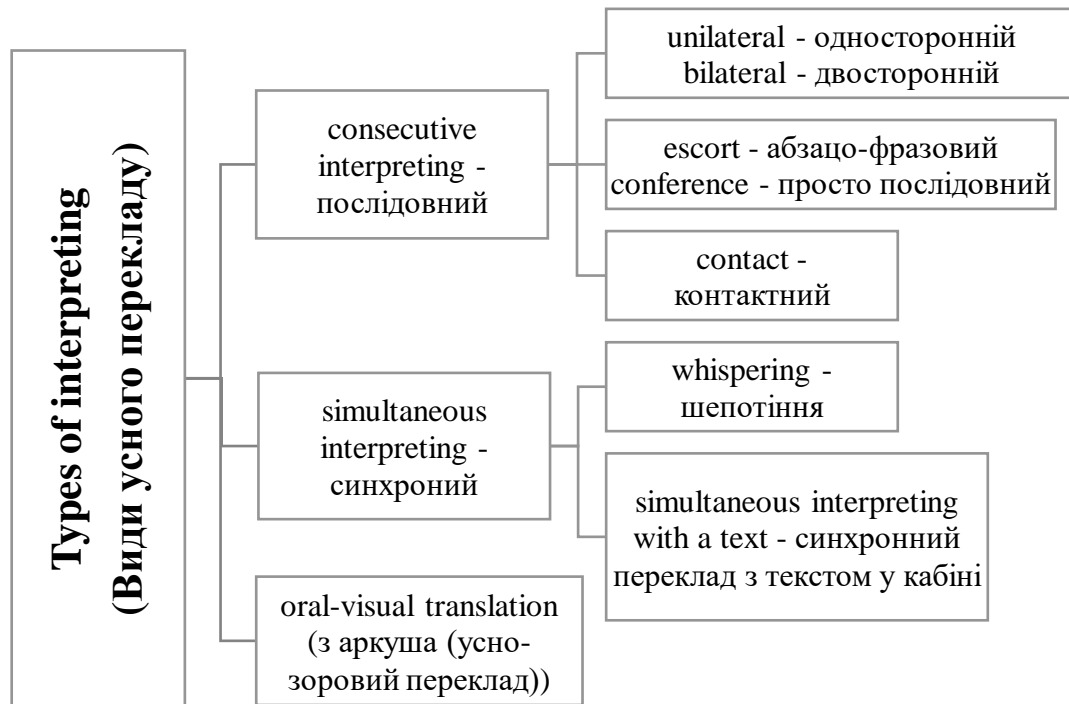 Types of interpreting
(Види усного перекладу)
consecutive
interpreting -
послідовний
unilateral - односторонній
bilateral - двосторонній
escort - абзацо-фразовий
conference - просто послідовний
contact -
контактний
simultaneous
interpreting -
синхроний
whispering -
шепотіння
simultaneous interpreting
with a text - синхронний
переклад з текстом у кабіні
oral-visual translation
(з аркуша (усно-
зоровий переклад))